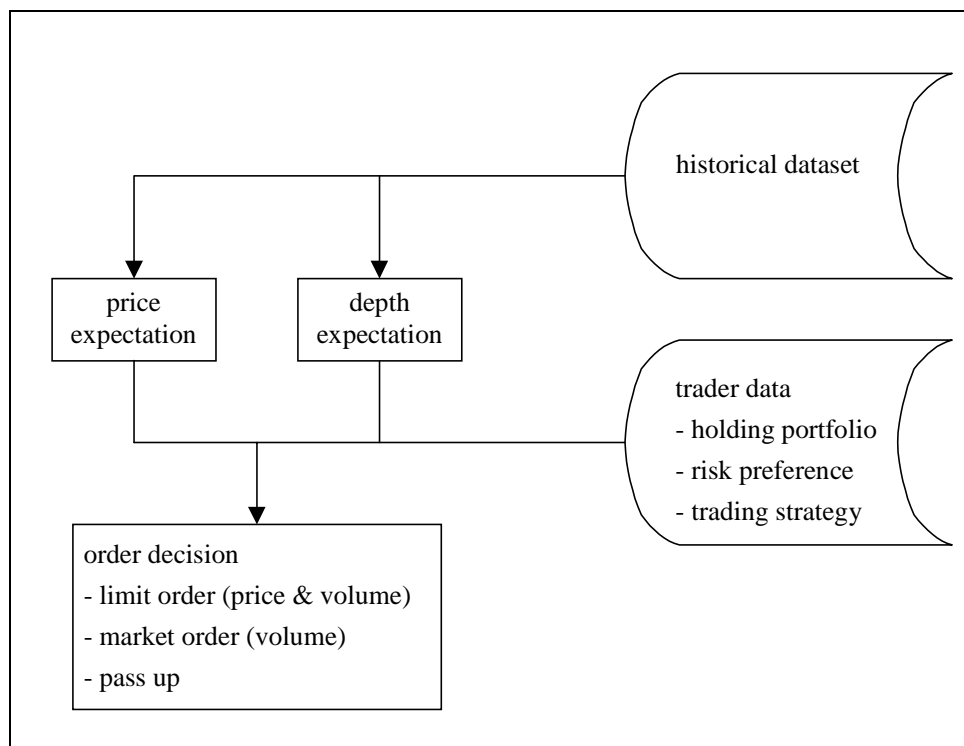 historical dataset
price
expectation
depth
expectation
trader data
- holding portfolio
- risk preference
- trading strategy
order decision
- limit order (price & volume)
- market order (volume)
- pass up